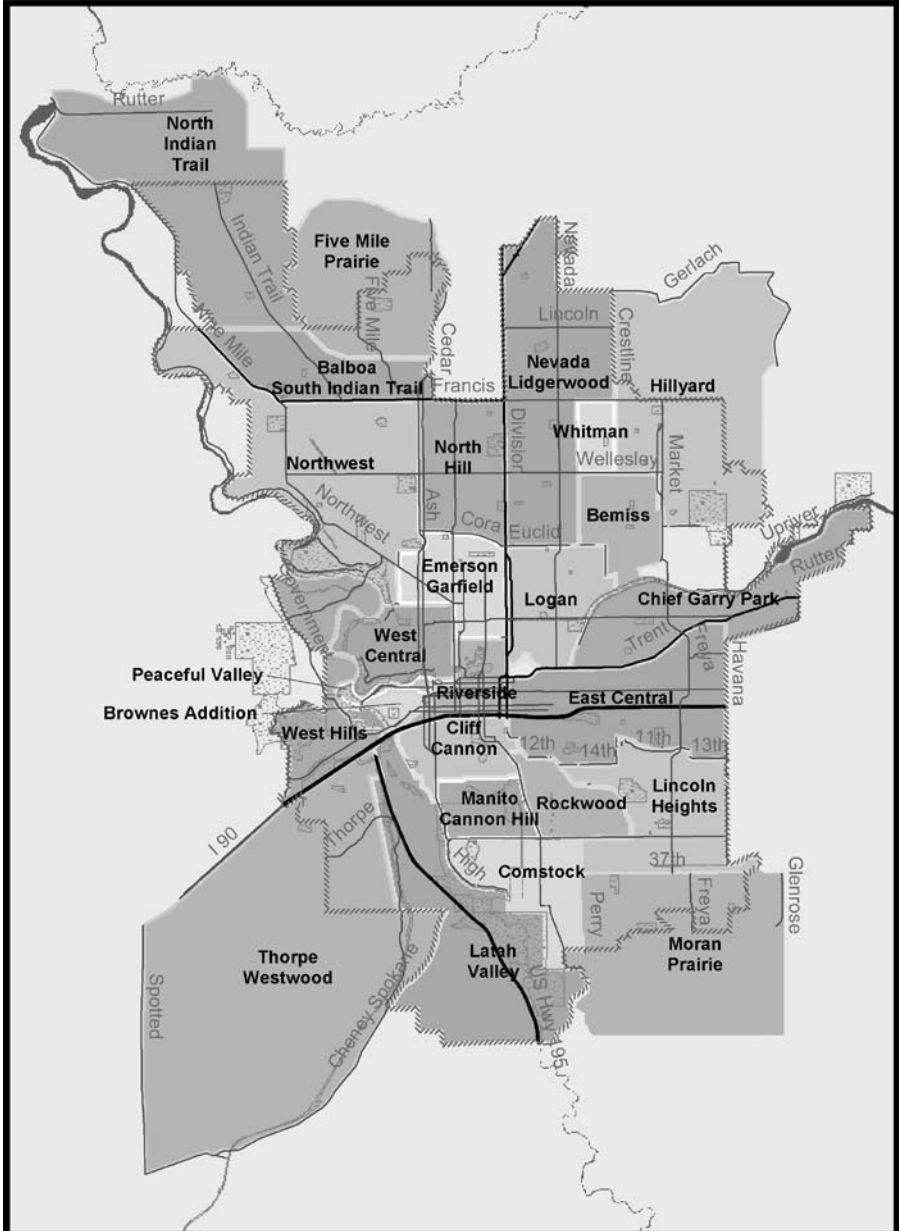 Rutter
North
Indian
Trail
Indian Trail
Five Mile
Prairie
Five Mile
Cedar
Nevada
Gerlach
Lincoln
Crestline
Nine Mile
Balboa
South Indian Trail
Francis
Nevada
Lidgerwood
Hillyard
Division
Whitman
Wellesley
Market
North
Hill
Northwest
Northwest
Ash
Cora
Euclid
Bemiss
Upriver
Rutter
Emerson
Garfield
Logan
Chief Garry Park
Government
West
Central
Trent
Freya
Havana
Peaceful Valley
Riverside
East Central
Brownes Addition
West Hills
Cliff
Cannon
12th
14th
11th
13th
Manito
Cannon Hill
Rockwood
Lincoln
Heights
I 90
Thorpe
High
Comstock
37th
Glenrose
Perry
Freya
Moran
Prairie
Thorpe
Westwood
Latah
Valley
Spotted
Cheney Spokane
US Hwy 195